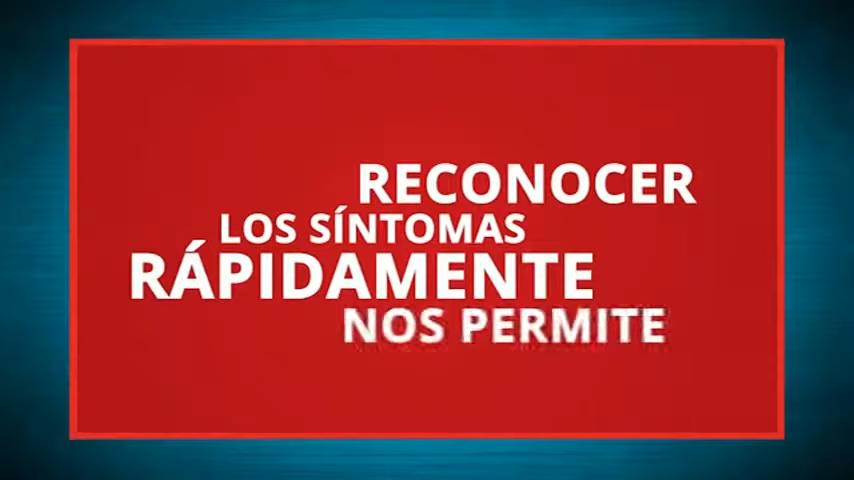 RECONOCER
LOS SÍNTOMAS
RÁPIDAMENTE
NOS PERMITE